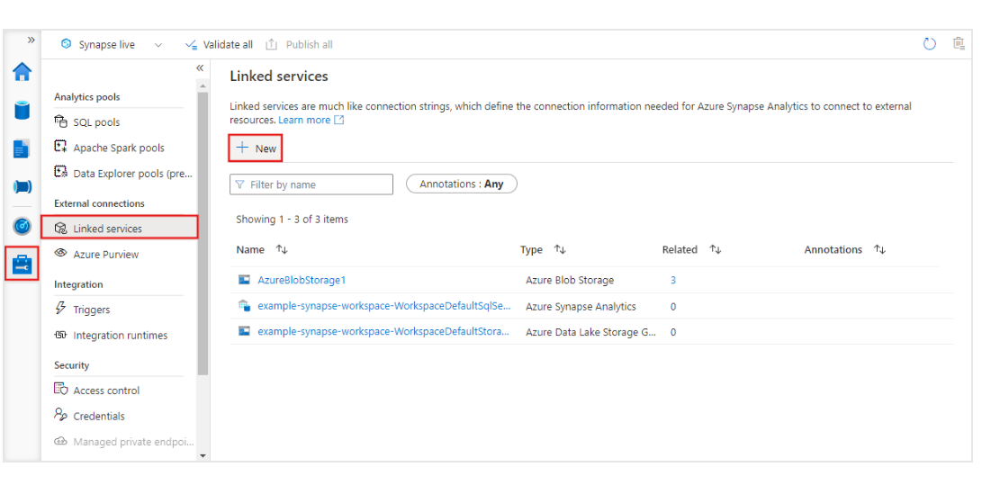 Synapse live
Validate all
Publish all
Analytics pools
SQL pools
Apache Spark pools
Data Explorer pools (pre...
External connections
Linked services
Azure Purview
Integration
Triggers
Integration runtimes
Security
Access control
Credentials
Managed private endpoi...
Linked services
Linked services are much like connection strings, which define the connection information needed for Azure Synapse Analytics to connect to external
resources. Learn more
New
Filter by name
Annotations : Any
Showing 1 - 3 of 3 items
Name Type Related Annotations
AzureBlobStorage1 Azure Blob Storage 3
example-synapse-workspace-WorkspaceDefaultSqlSe... Azure Synapse Analytics 0
example-synapse-workspace-WorkspaceDefaultStora... Azure Data Lake Storage G... 0